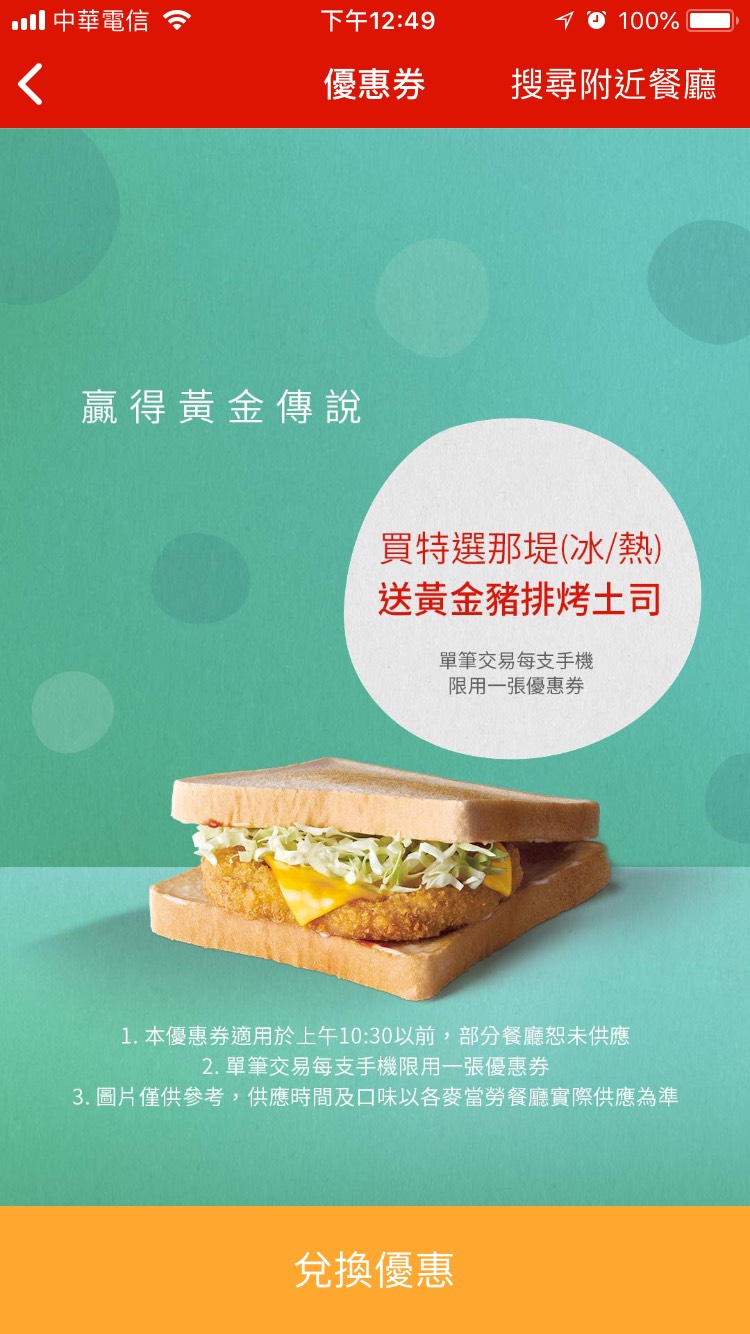 中華電信
下午12:49
100%
優惠券
搜尋附近餐廳
贏得黃金傳說
買特選那堤(冰/熱)
送黃金豬排烤土司
單筆交易每支手機
限用一張優惠券
1. 本優惠券適用於上午10:30以前，部分餐廳恕未供應
2. 單筆交易每支手機限用一張優惠券
3. 圖片僅供參考，供應時間及口味以各麥當勞餐廳實際供應為準
兌換優惠